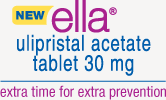 NEW ella®
ulipristal acetate
tablet 30 mg
extra time for extra prevention